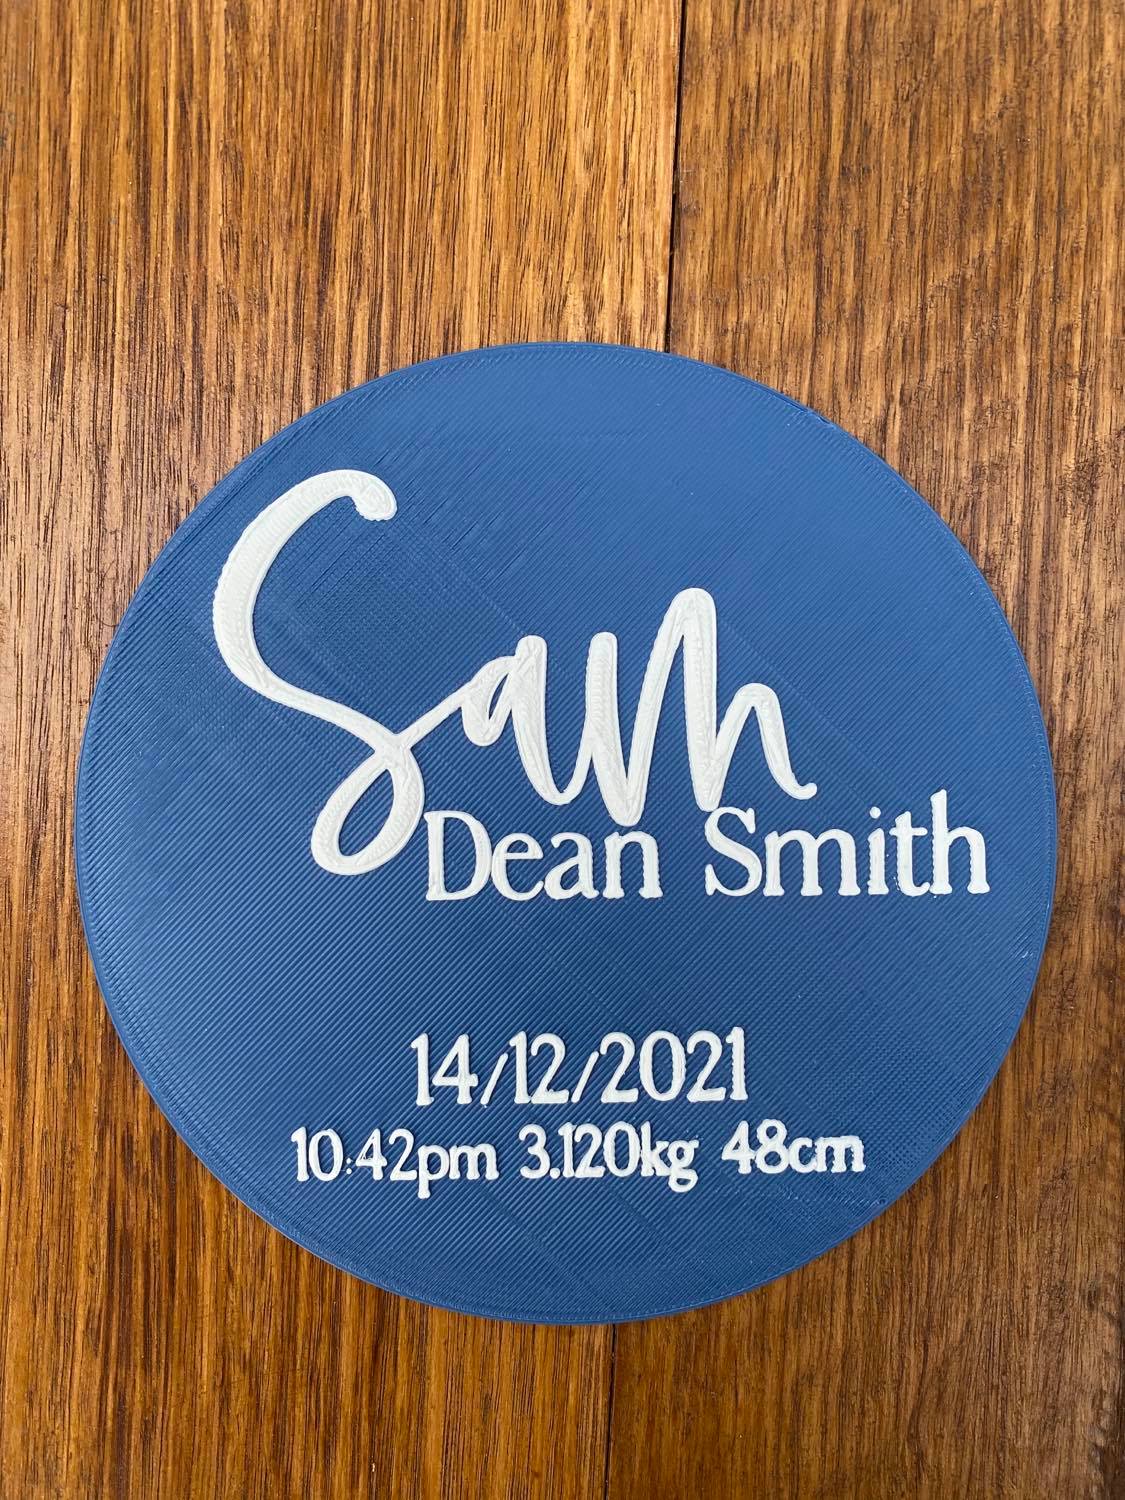 Sam
Dean Smith
14/12/2021
10:42pm 3.120kg 48cm